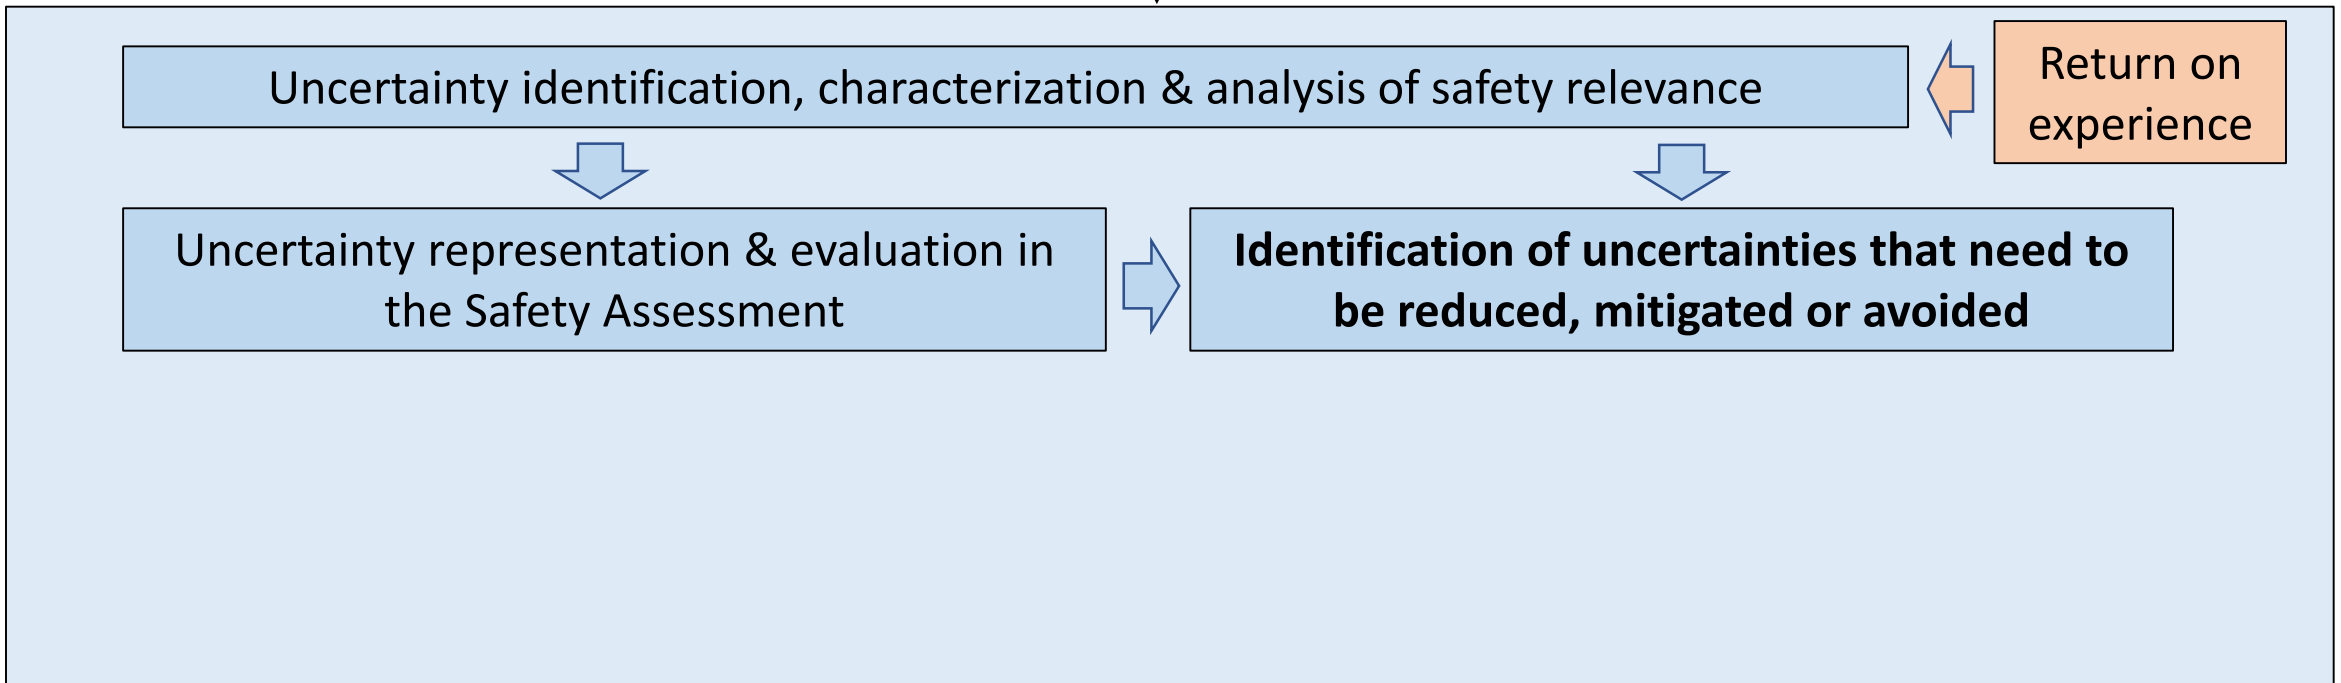 Uncertainty identification, characterization & analysis of safety relevance
Return on
experience
Uncertainty representation & evaluation in
the Safety Assessment
Identification of uncertainties that need to
be reduced, mitigated or avoided